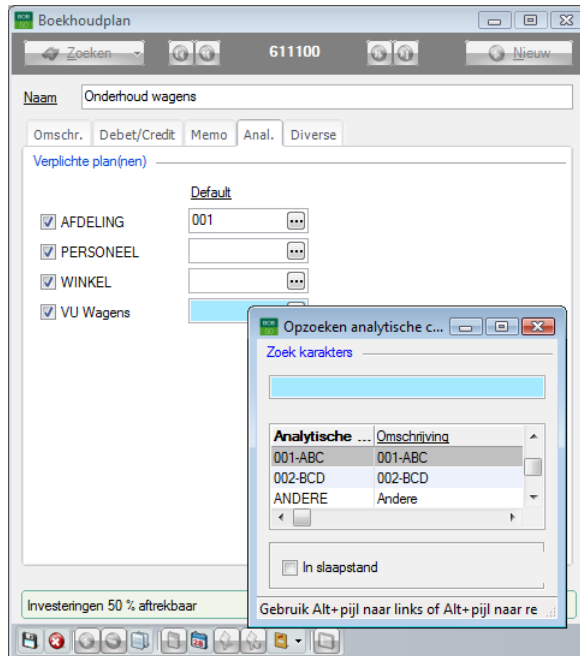 Boekhoudplan
Zoeken 611100 Nieuw
Naam Onderhoud wagens
Omschr. Debet/Credit Memo Anal. Diverse
Verplichte plan(nen)
Default
AFDELING 001
PERSONEEL
WINKEL
VU Wagens
Opzoeken analytische c...
Zoek karakters
Analytische ... Omschrijving
001-ABC 001-ABC
002-BCD 002-BCD
ANDERE Andere
In slaapstand
Investeringen 50 % aftrekbaar
Gebruik Alt+pijl naar links of Alt+pijl naar re